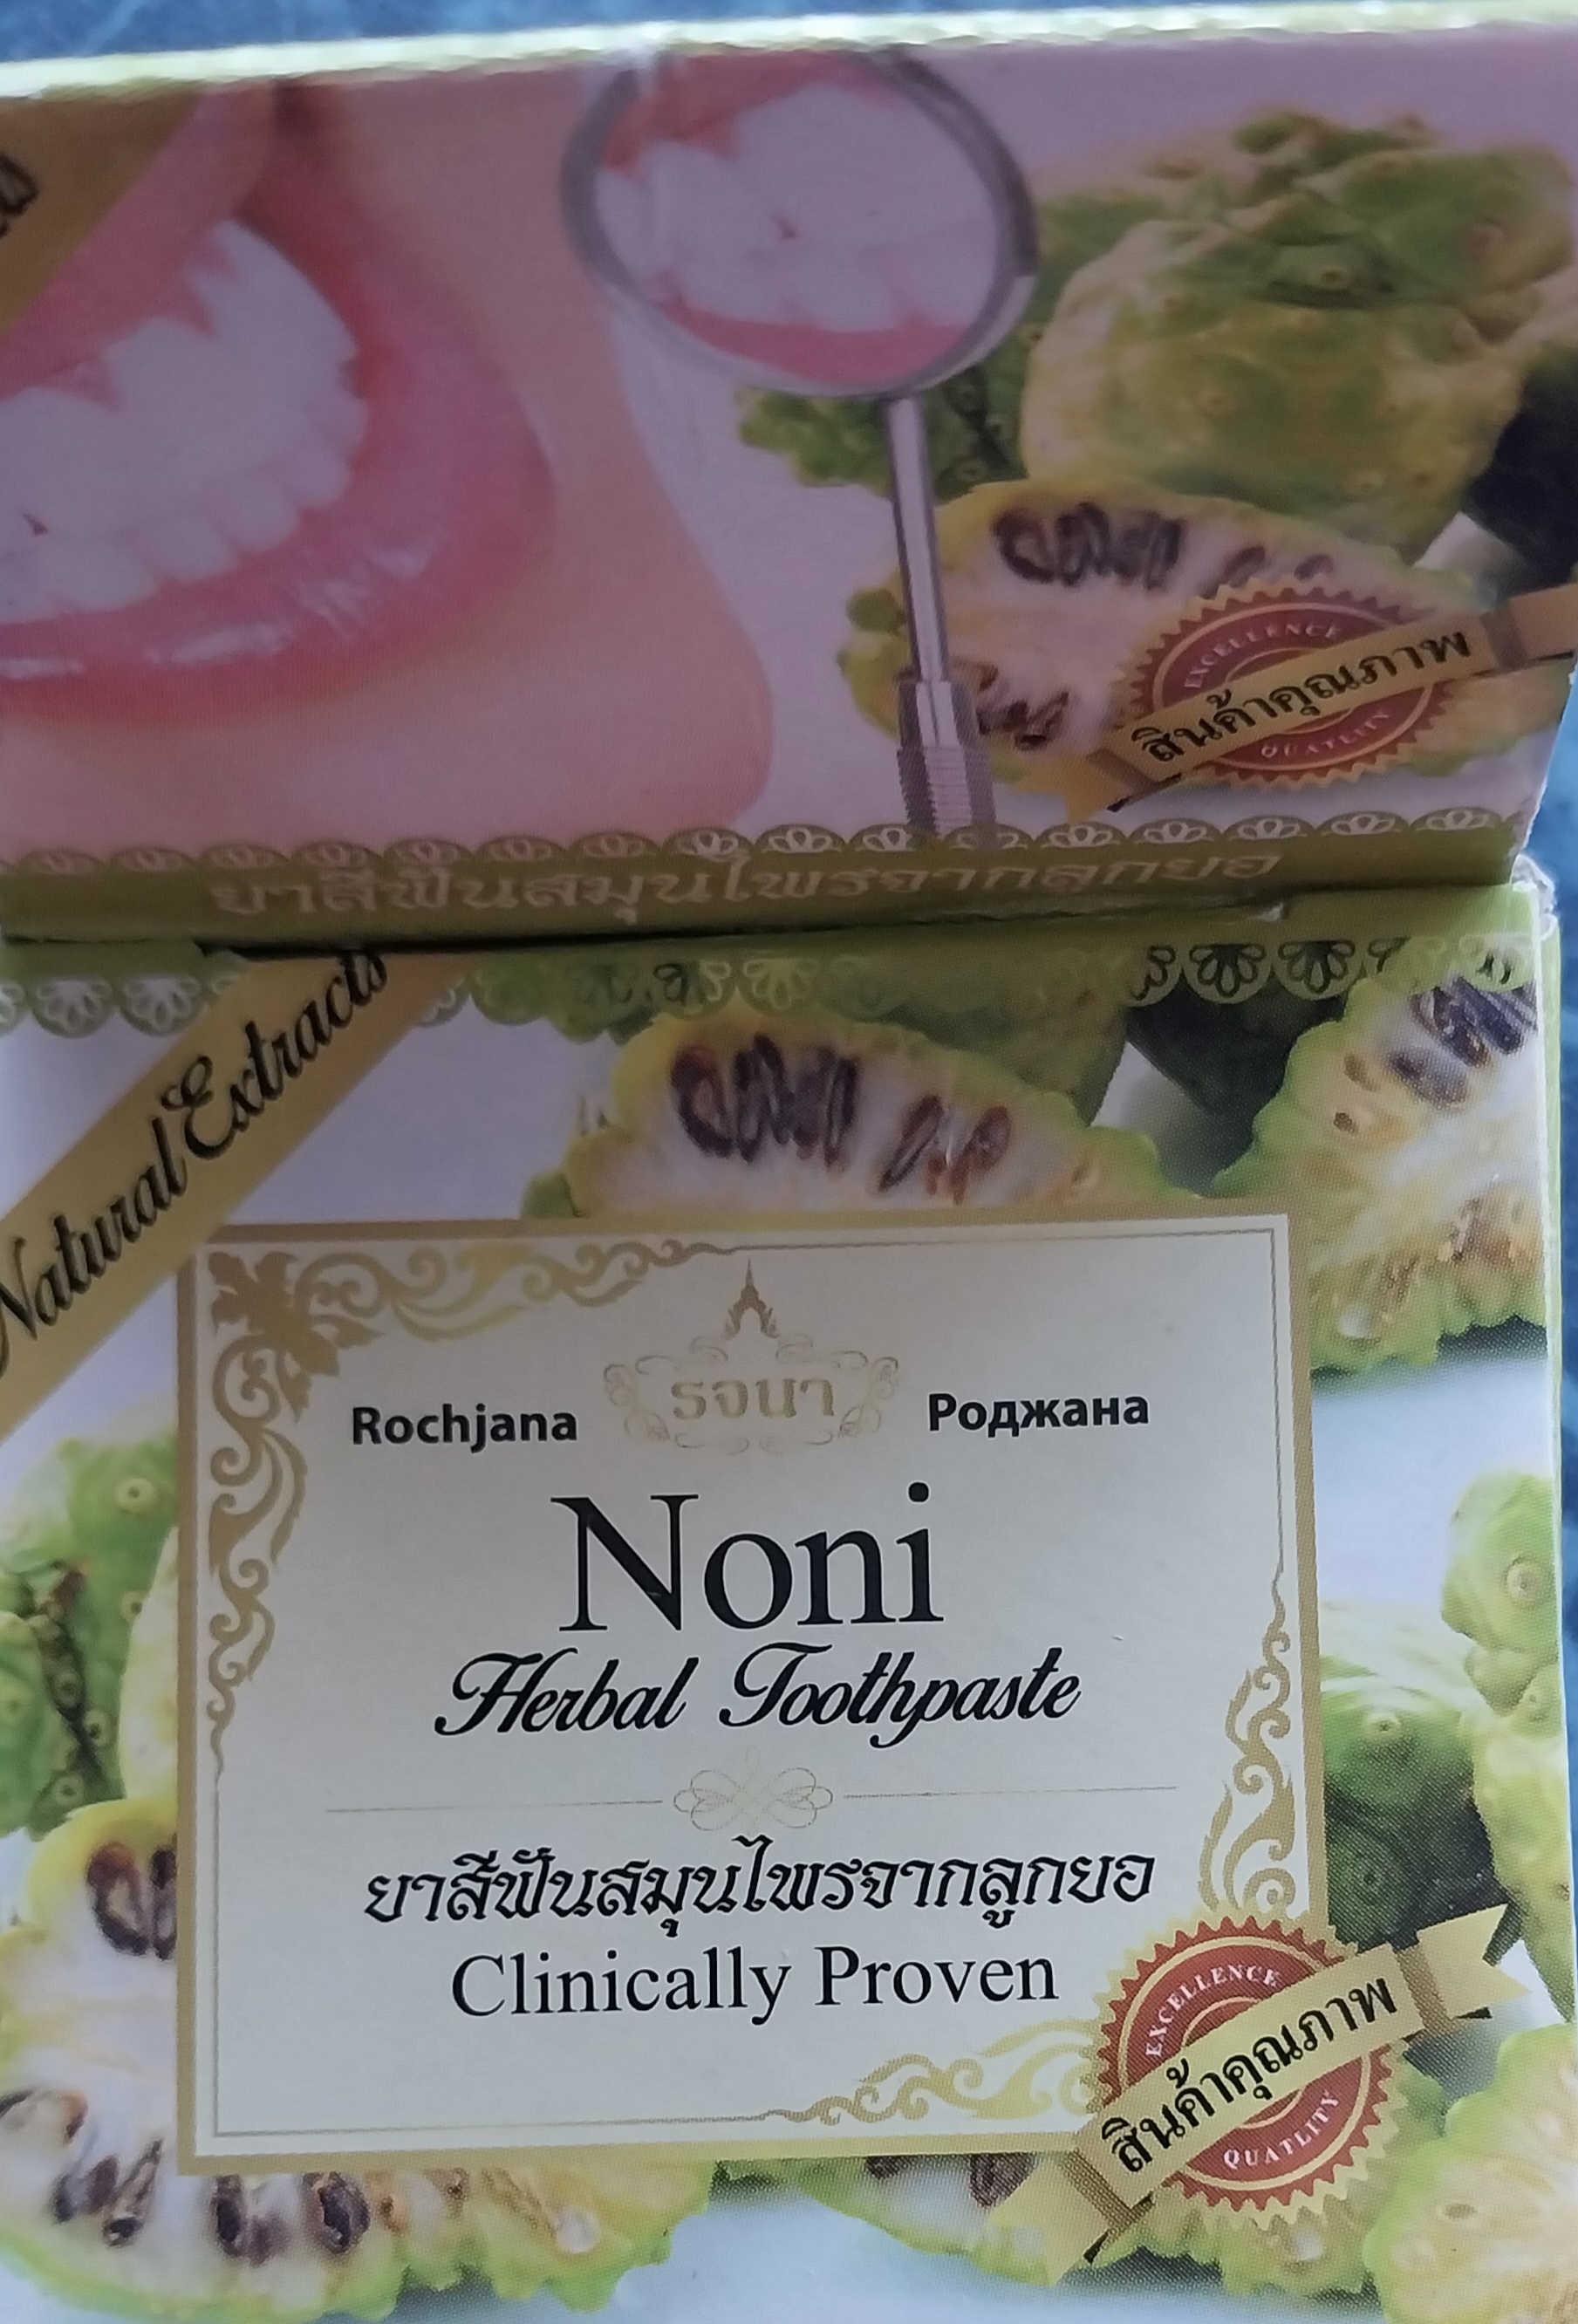 EXCELLENCE
สินค้าคุณภาพ
QUATLITY
ยาสีฟันสมุนไพรจากลูกยอ
Natural Extracts
Rochjana
รจนา
Роджана
Noni
Herbal Toothpaste
ยาสีฟันสมุนไพรจากลูกยอ
Clinically Proven
EXCELLENCE
สินค้าคุณภาพ
QUATLITY